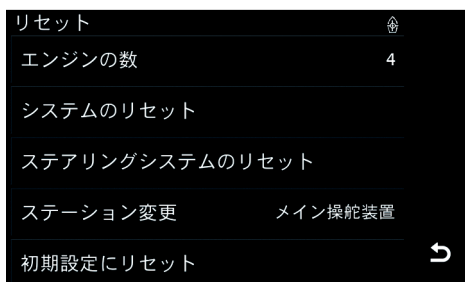 リセット
エンジンの数 4
システムのリセット
ステアリングシステムのリセット
ステーション変更 メイン操舵装置
初期設定にリセット